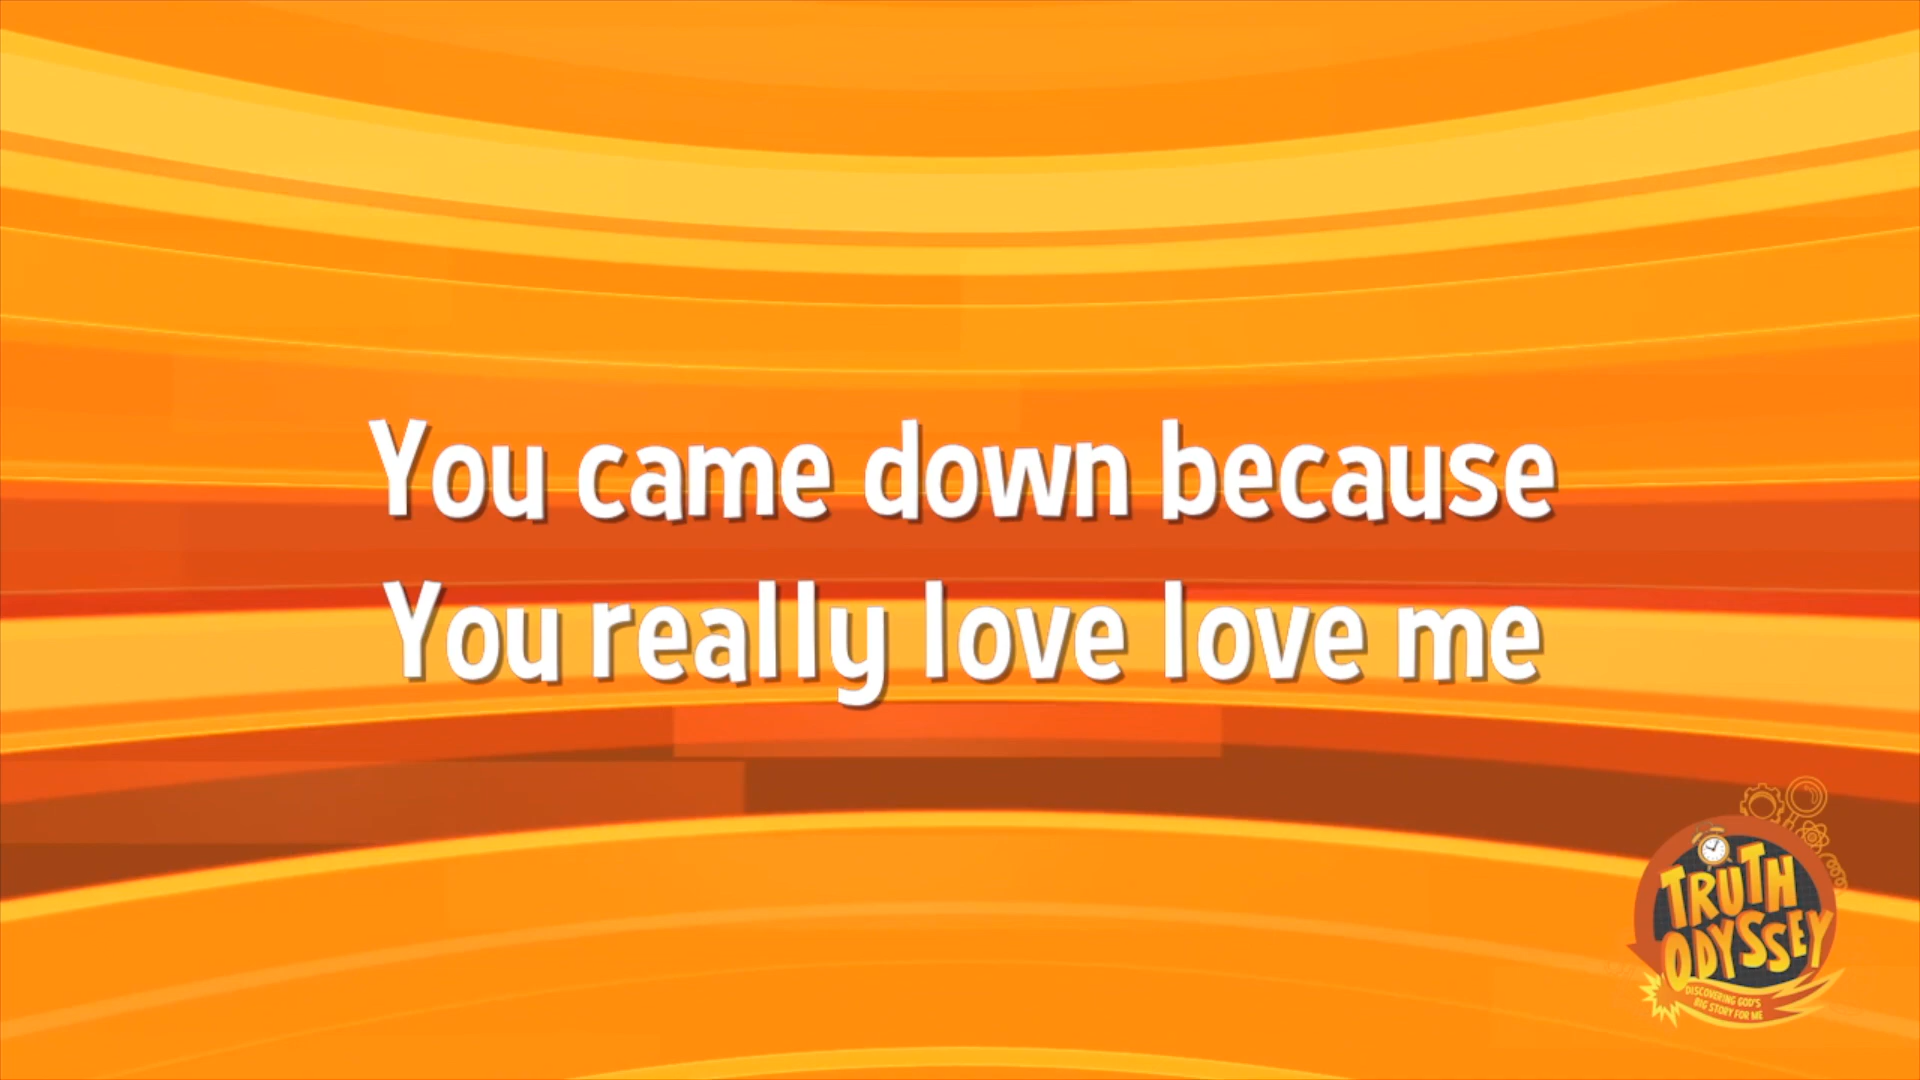 You came down because
You really love love me
TRUTH
ODYSSEY
DISCOVERING GOD'S
BIG STORY FOR ME